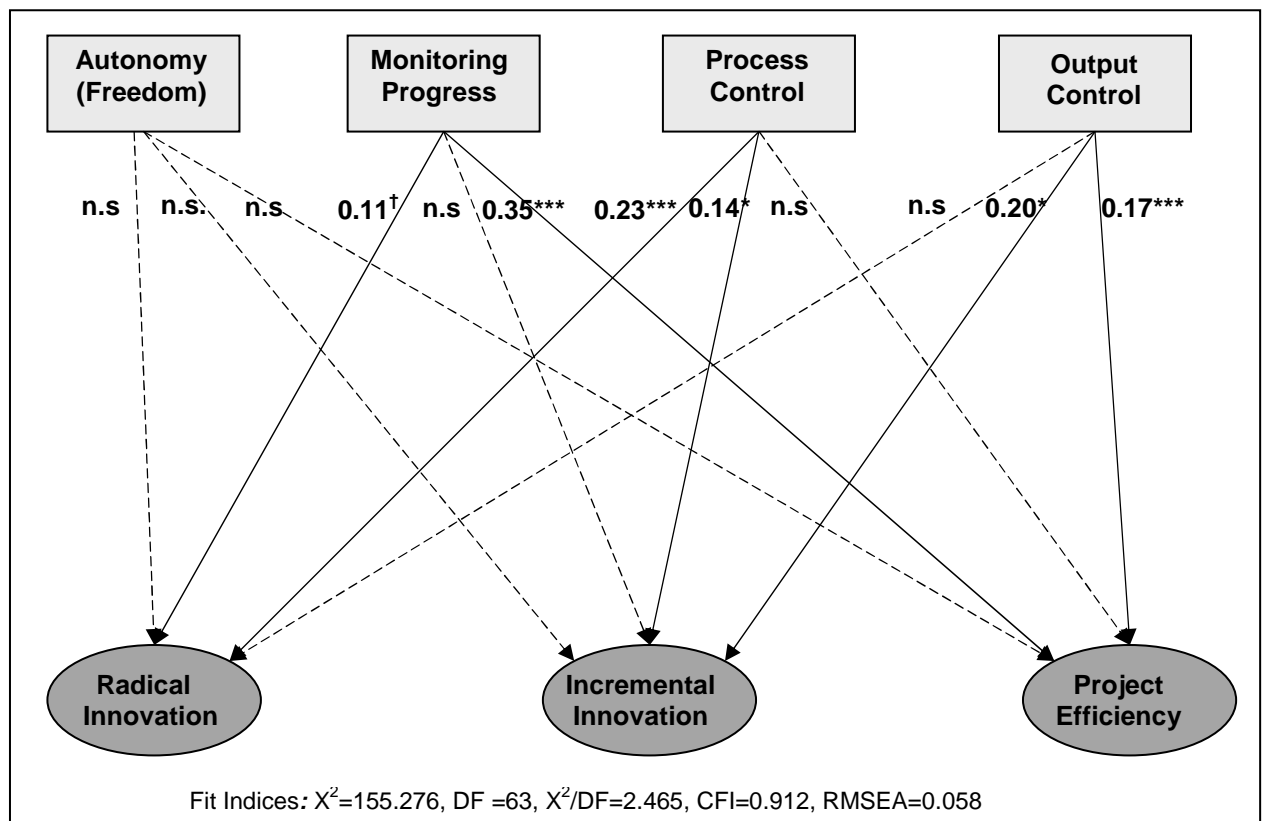 Autonomy
(Freedom)
Monitoring
Progress
Process
Control
Output
Control
n.s n.s. n.s 0.11† n.s 0.35*** 0.23*** 0.14* n.s n.s 0.20* 0.17***
Radical
Innovation
Incremental
Innovation
Project
Efficiency
Fit Indices: X²=155.276, DF =63, X²/DF=2.465, CFI=0.912, RMSEA=0.058